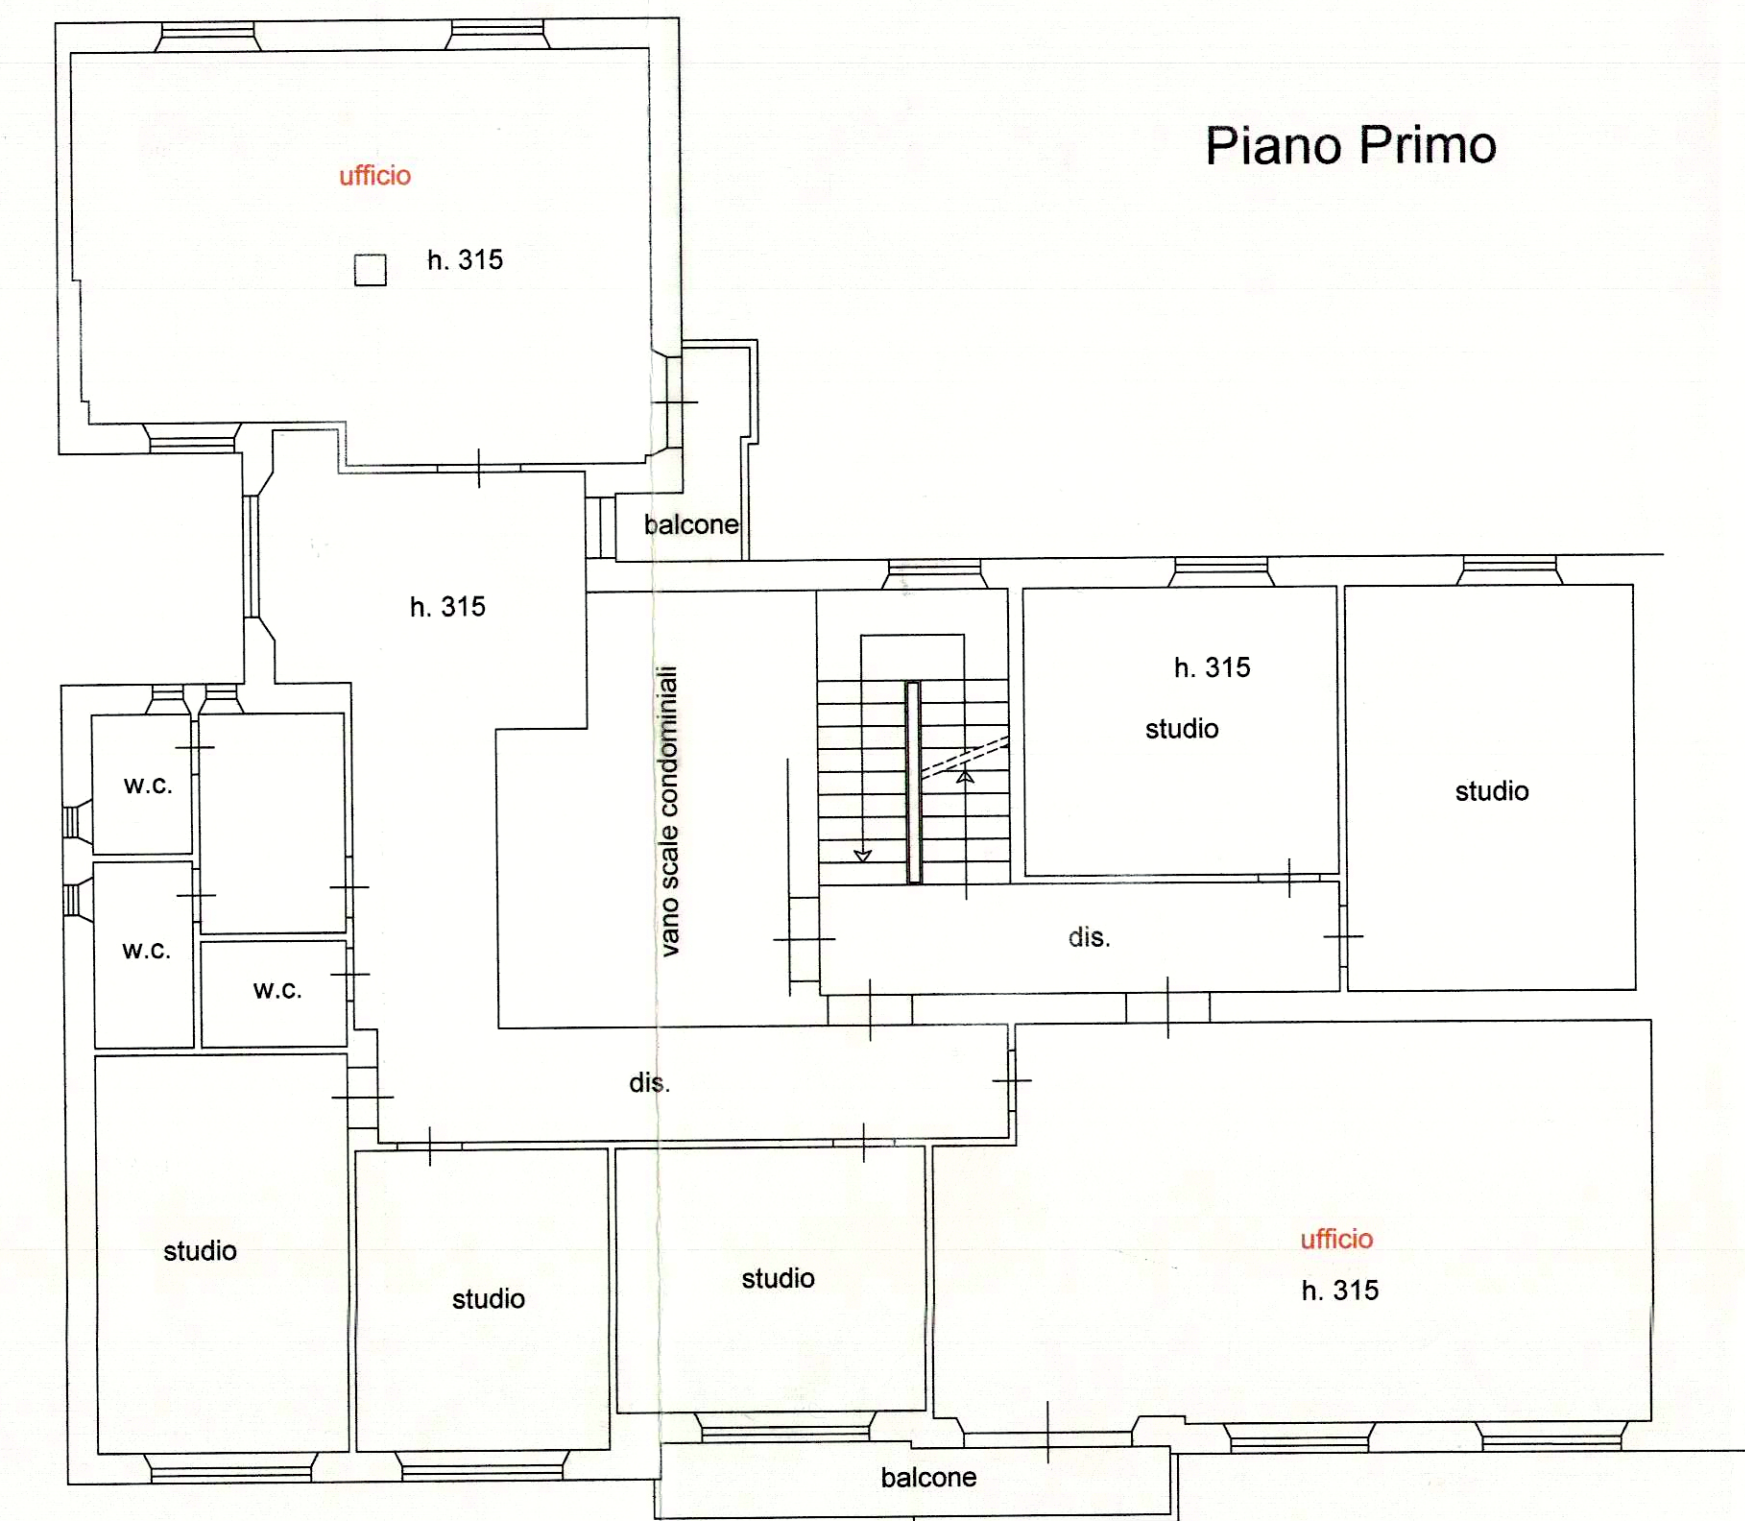 Piano Primo
ufficio
h. 315
balcone
h. 315
vano scale condominiali
h. 315
studio
studio
w.c.
w.c.
w.c.
dis.
dis.
studio
studio
studio
ufficio
h. 315
balcone